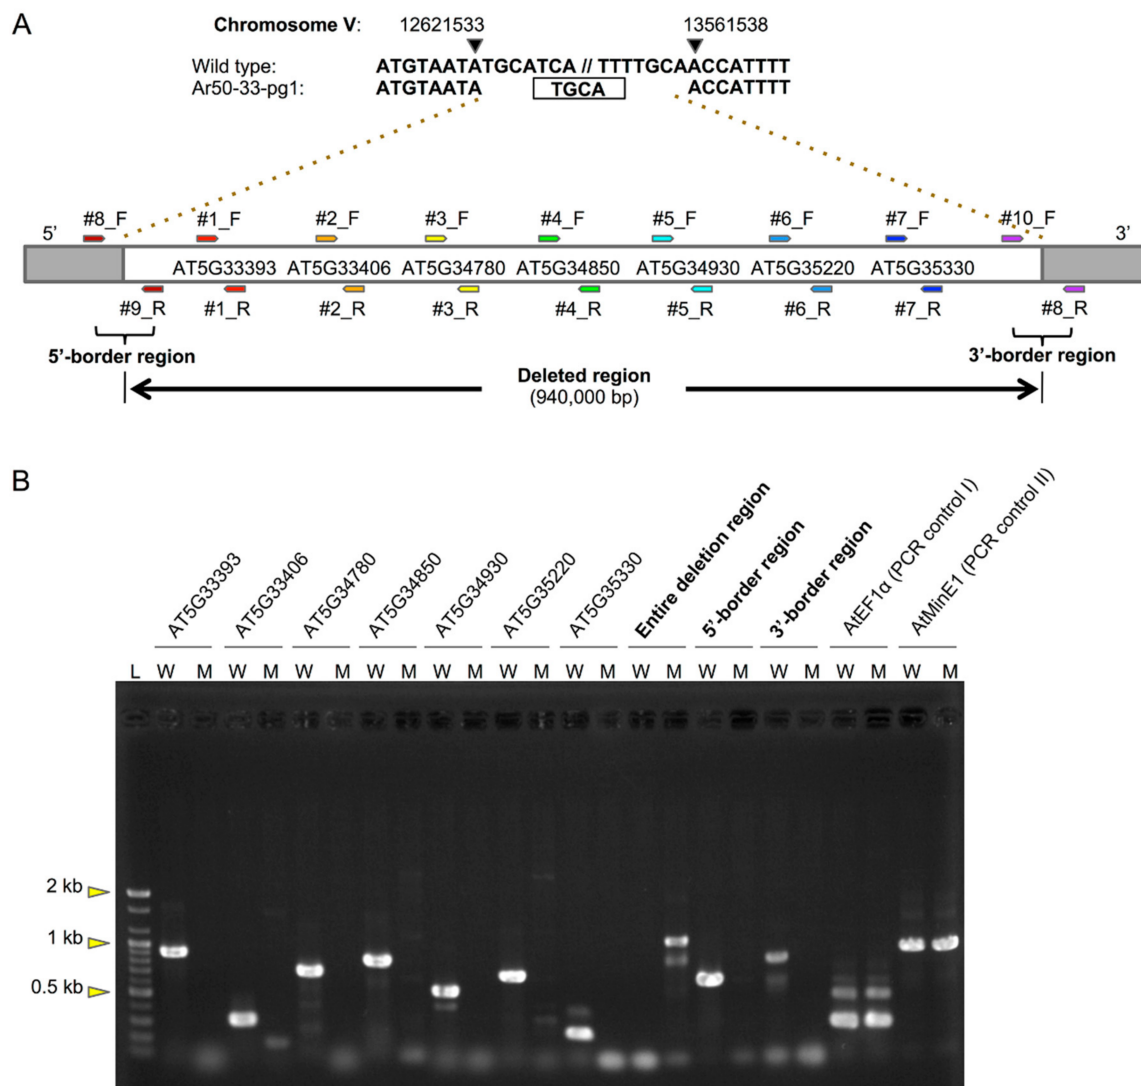 A
Chromosome V: 12621533 13561538
Wild type: ATGTAATATGCATCA // TTTTGCAACCATTTT
Ar50-33-pg1: ATGTAATA TGCA ACCATTTT
#8_F #1_F #2_F #3_F #4_F #5_F #6_F #7_F #10_F
5’ 3’
AT5G33393 AT5G33406 AT5G34780 AT5G34850 AT5G34930 AT5G35220 AT5G35330
#9_R #1_R #2_R #3_R #4_R #5_R #6_R #7_R #8_R
5’-border region 3’-border region
Deleted region
(940,000 bp)
B
AT5G33393
AT5G33406
AT5G34780
AT5G34850
AT5G34930
AT5G35220
AT5G35330
Entire deletion region
5’-border region
3’-border region
AtEF1α (PCR control I)
AtMinE1 (PCR control II)
L W M W M W M W M W M W M W M W M W M W M W M W M
2 kb
1 kb
0.5 kb